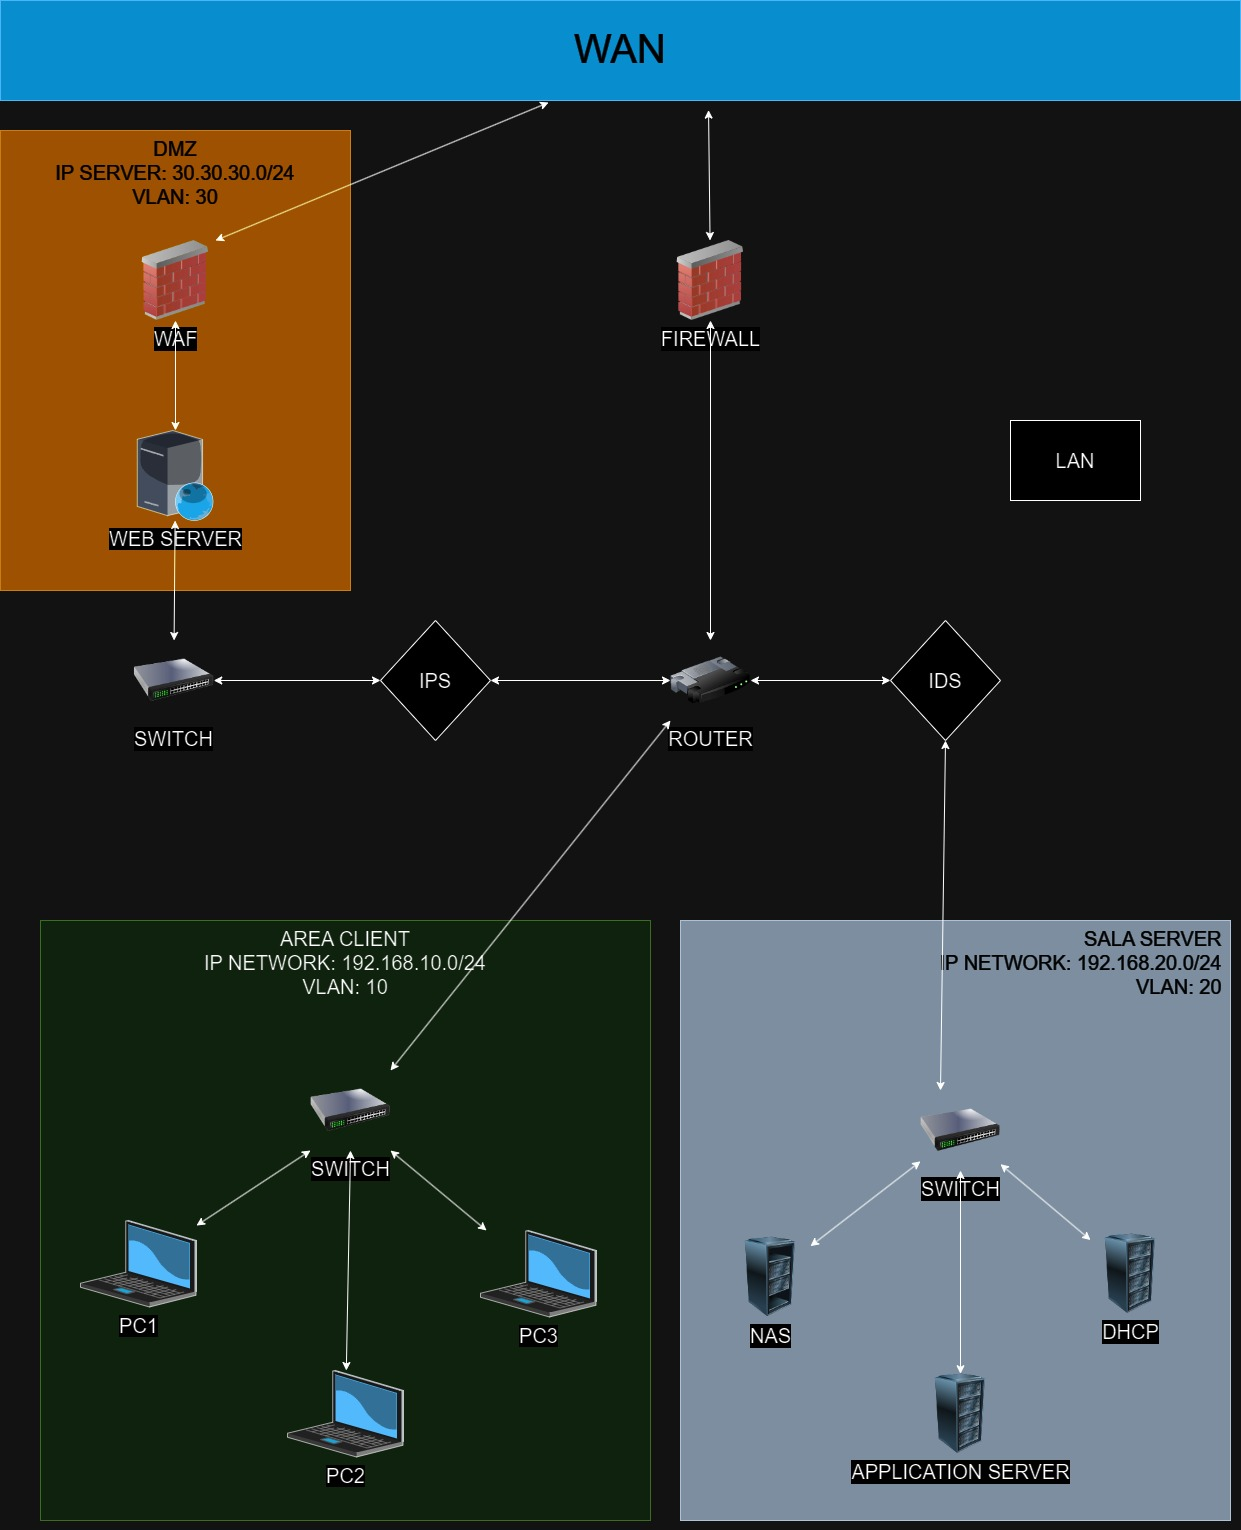 WAN
DMZ
IP SERVER: 30.30.30.0/24
VLAN: 30
WAF
FIREWALL
LAN
WEB SERVER
IPS
IDS
SWITCH
ROUTER
AREA CLIENT
IP NETWORK: 192.168.10.0/24
VLAN: 10
SALA SERVER
IP NETWORK: 192.168.20.0/24
VLAN: 20
SWITCH
SWITCH
PC1
PC3
NAS
DHCP
PC2
APPLICATION SERVER